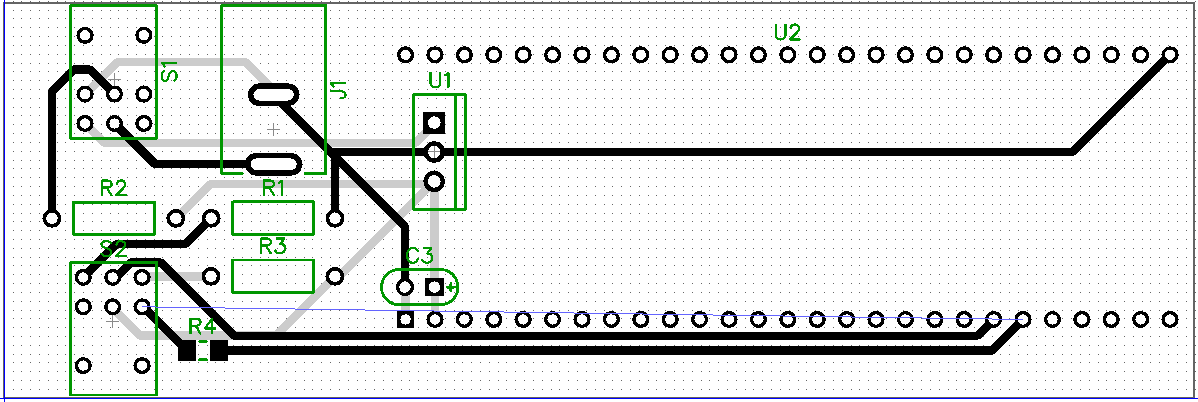 U2
S1
U1
J1
R2
R1
S2
R3
C3
+
R4